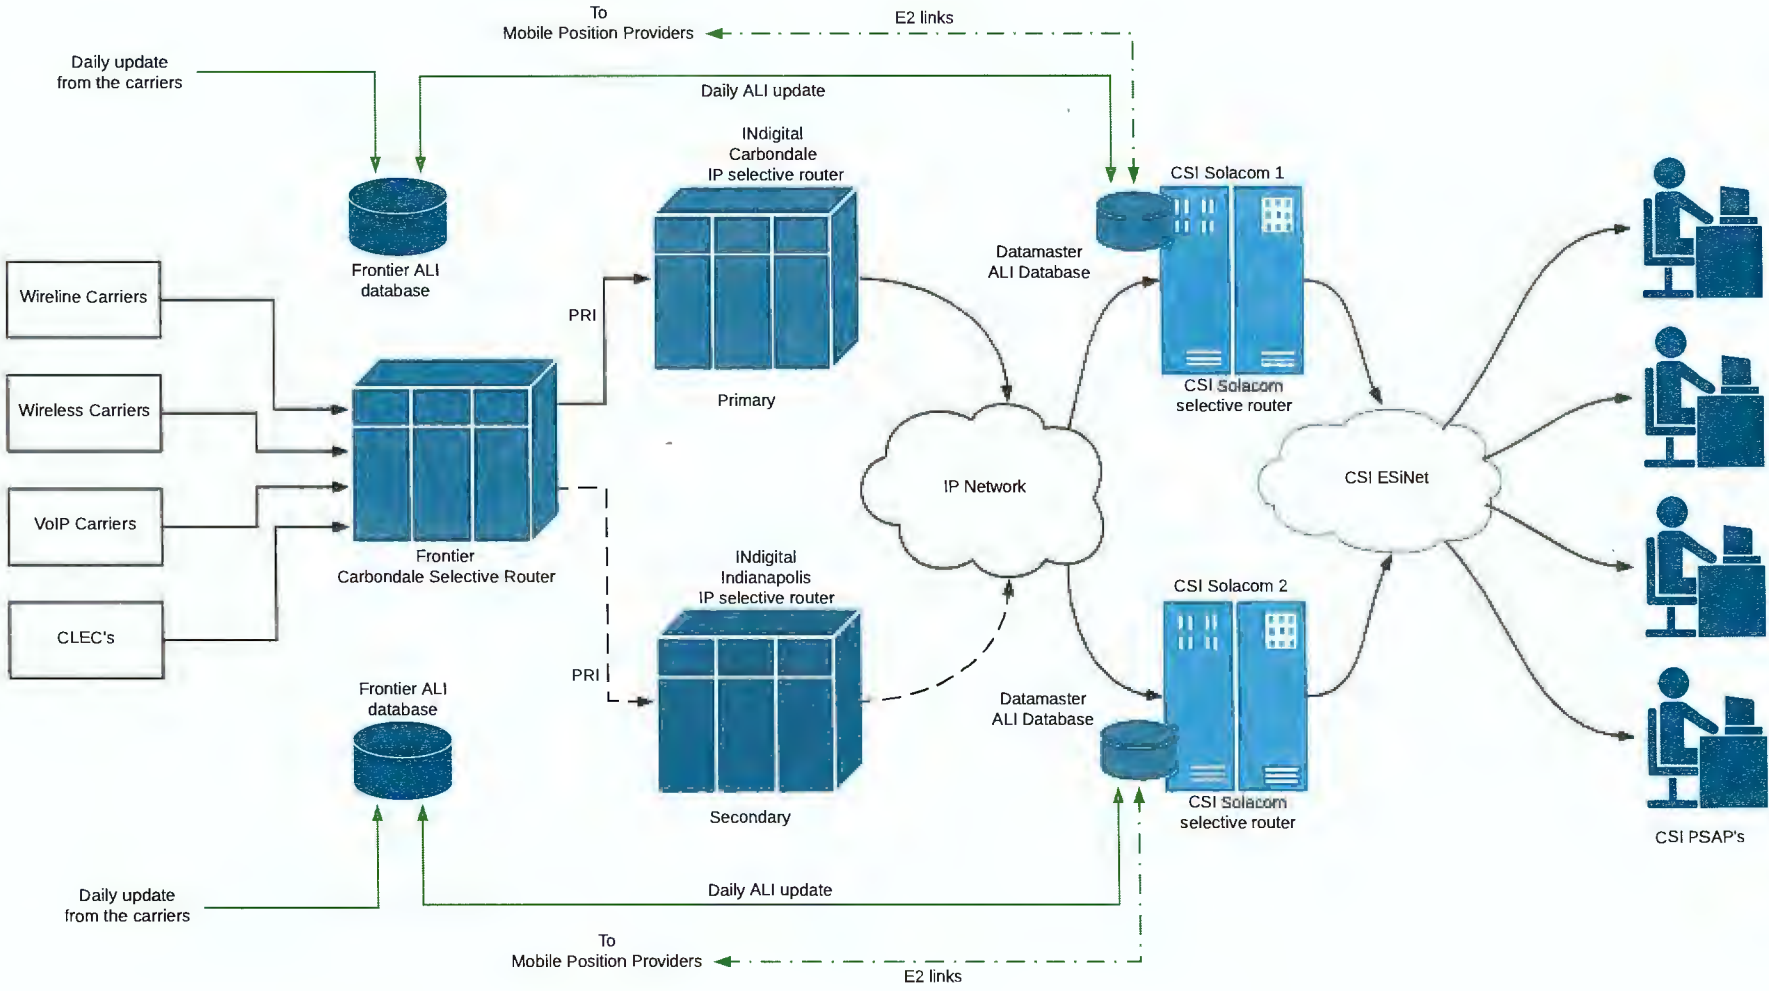 To
Mobile Position Providers
E2 links
Daily update
from the carriers
Daily ALI update
INdigital
Carbondale
IP selective router
CSI Solacom 1
Frontier ALI
database
Datamaster
ALI Database
Wireline Carriers
PRI
CSI Solacom
selective router
Primary
Wireless Carriers
IP Network
CSI ESiNet
VoIP Carriers
Frontier
Carbondale Selective Router
INdigital
Indianapolis
IP selective router
CSI Solacom 2
CLEC's
PRI
Frontier ALI
database
Datamaster
ALI Database
Secondary
CSI Solacom
selective router
CSI PSAP's
Daily update
from the carriers
Daily ALI update
To
Mobile Position Providers
E2 links